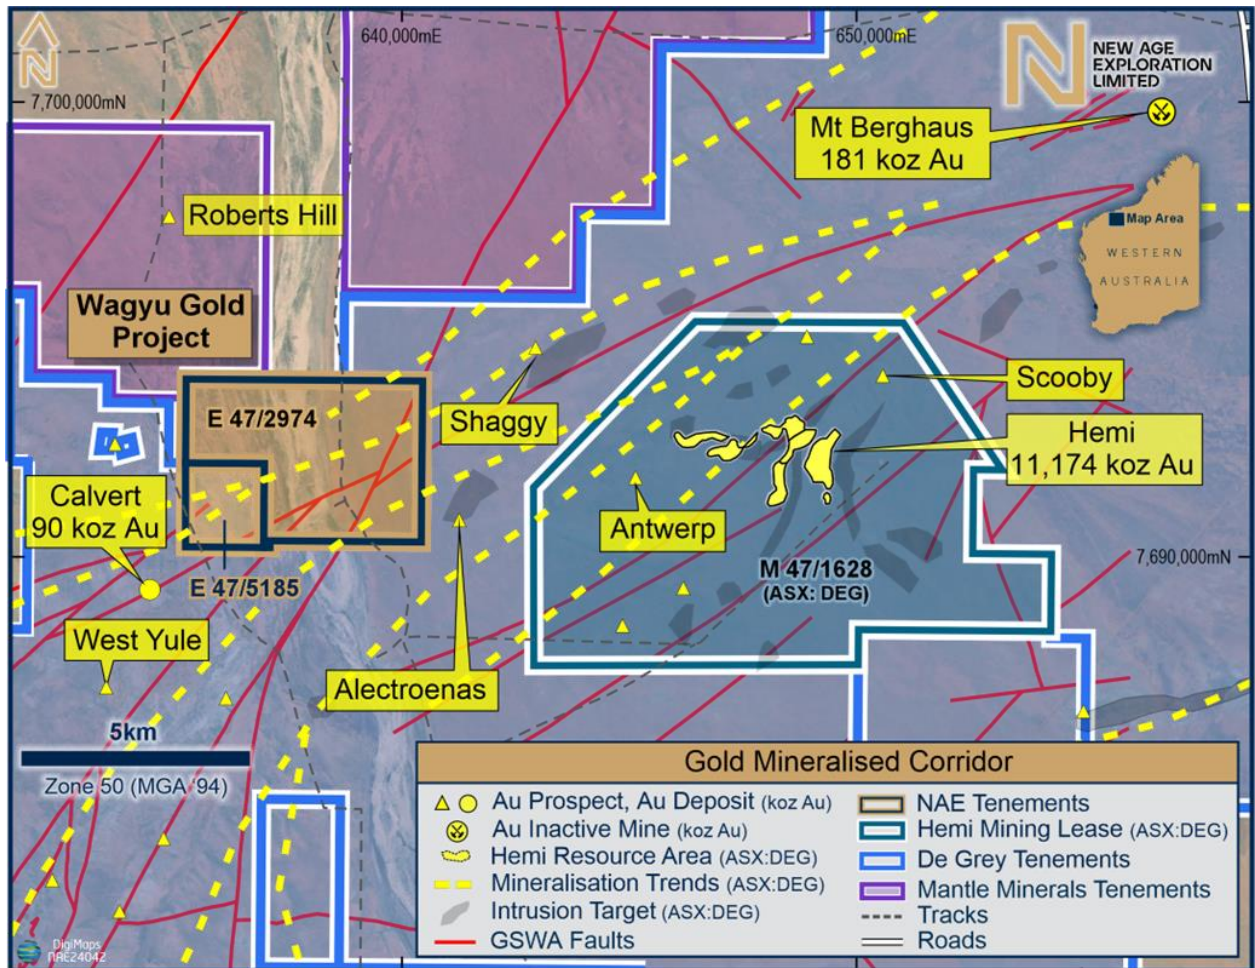 N
640,000mE
650,000mE
7,700,000mN
N
NEW AGE
EXPLORATION
LIMITED
Mt Berghaus
181 koz Au
Roberts Hill
Map Area
WESTERN
AUSTRALIA
Wagyu Gold
Project
E 47/2974
Shaggy
Scooby
Hemi
11,174 koz Au
Calvert
90 koz Au
Antwerp
7,690,000mN
E 47/5185
M 47/1628
(ASX: DEG)
West Yule
Alectroenas
5km
Zone 50 (MGA '94)
Gold Mineralised Corridor
Au Prospect, Au Deposit (koz Au)
Au Inactive Mine (koz Au)
Hemi Resource Area (ASX:DEG)
Mineralisation Trends (ASX:DEG)
Intrusion Target (ASX:DEG)
GSWA Faults
NAE Tenements
Hemi Mining Lease (ASX:DEG)
De Grey Tenements
Mantle Minerals Tenements
Tracks
Roads
DigiMaps
NAE24042